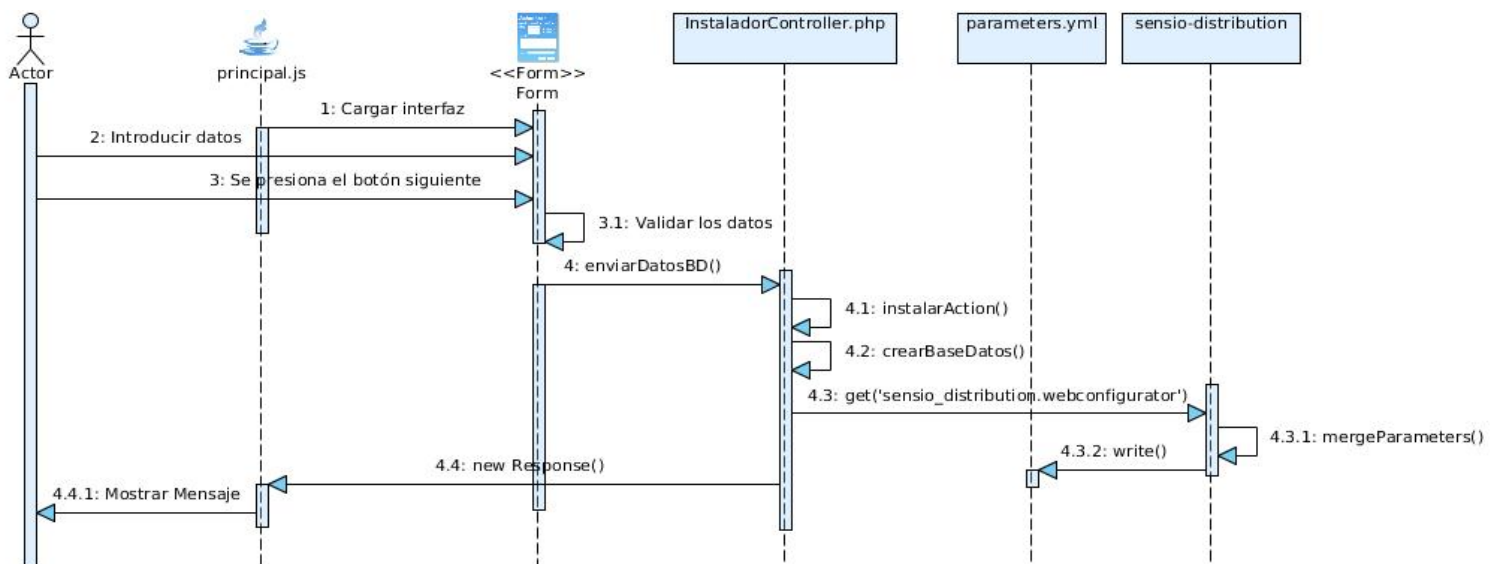 InstaladorController.php
parameters.yml
sensio-distribution
Actor
principal.js
<<Form>>
Form
1: Cargar interfaz
2: Introducir datos
3: Se presiona el botón siguiente
3.1: Validar los datos
4: enviarDatosBD()
4.1: instalarAction()
4.2: crearBaseDatos()
4.3: get('sensio_distribution.webconfigurator')
4.3.1: mergeParameters()
4.3.2: write()
4.4: new Response()
4.4.1: Mostrar Mensaje